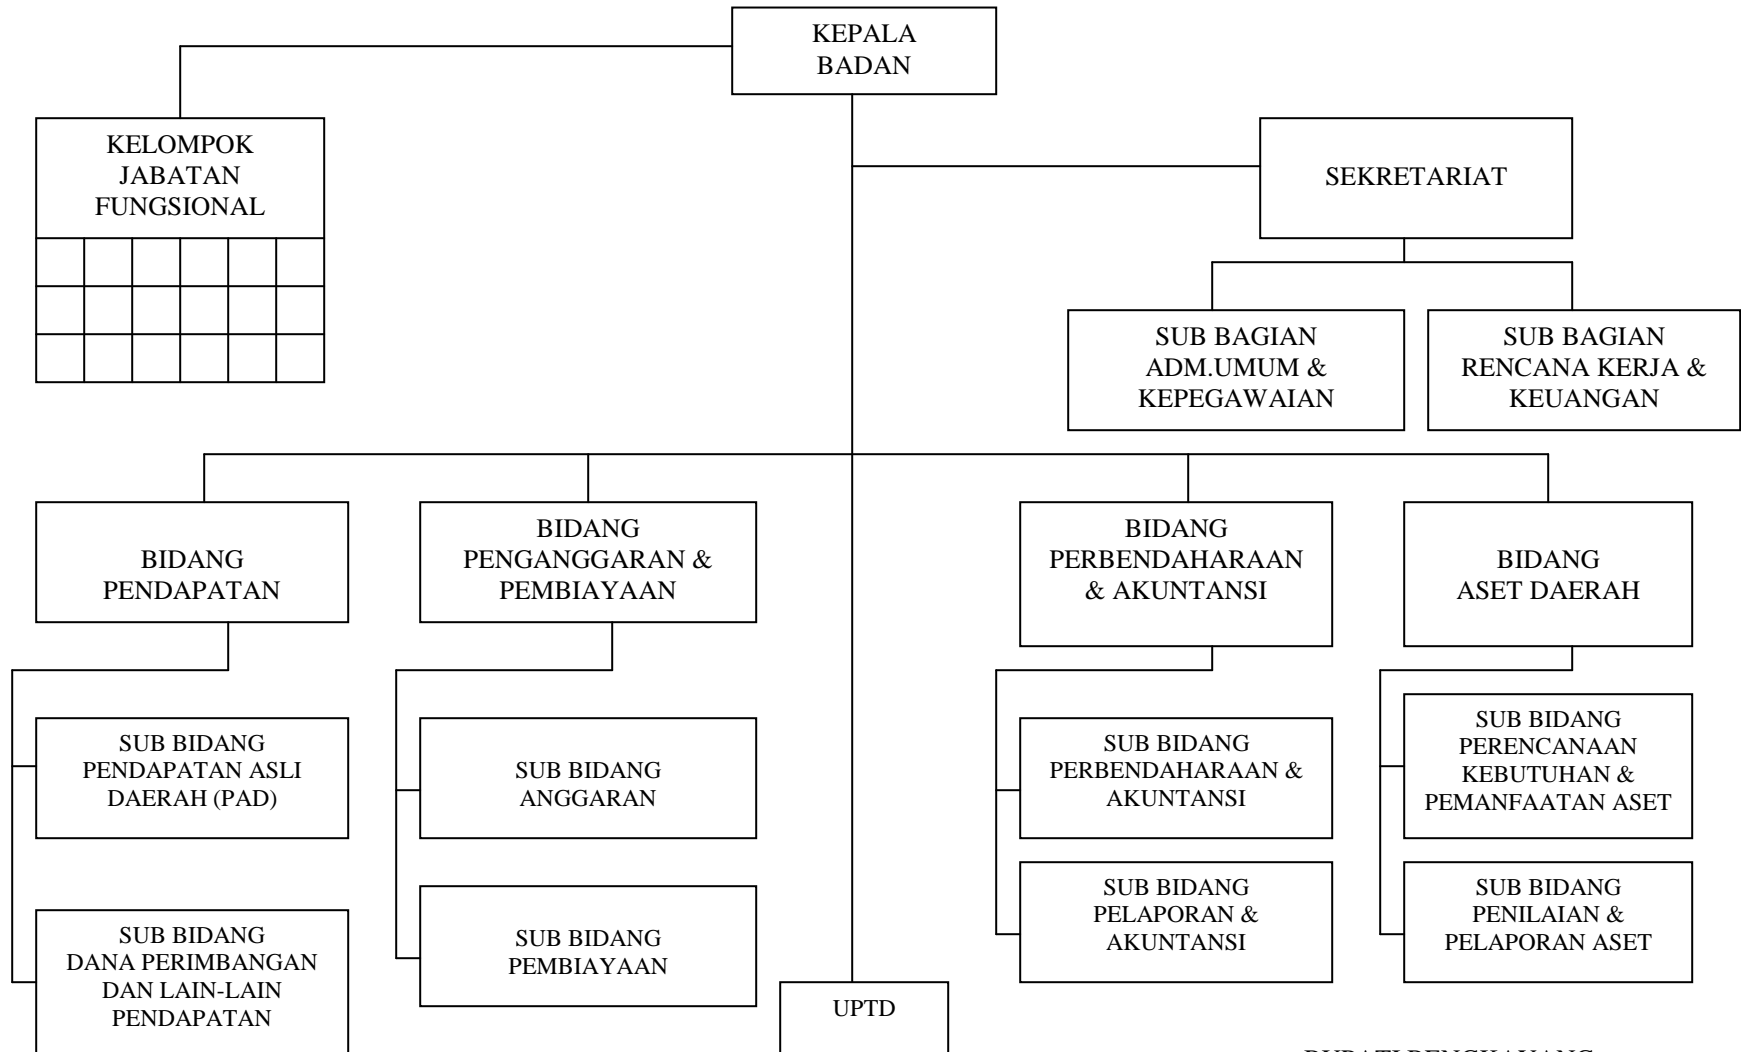 KEPALA
BADAN
KELOMPOK
JABATAN
FUNGSIONAL
SEKRETARIAT
SUB BAGIAN
ADM.UMUM &
KEPEGAWAIAN
SUB BAGIAN
RENCANA KERJA &
KEUANGAN
BIDANG
PENDAPATAN
BIDANG
PENGANGGARAN &
PEMBIAYAAN
BIDANG
PERBENDAHARAAN
& AKUNTANSI
BIDANG
ASET DAERAH
SUB BIDANG
PENDAPATAN ASLI
DAERAH (PAD)
SUB BIDANG
ANGGARAN
SUB BIDANG
PERBENDAHARAAN &
AKUNTANSI
SUB BIDANG
PERENCANAAN
KEBUTUHAN &
PEMANFAATAN ASET
SUB BIDANG
DANA PERIMBANGAN
DAN LAIN-LAIN
PENDAPATAN
SUB BIDANG
PEMBIAYAAN
SUB BIDANG
PELAPORAN &
AKUNTANSI
SUB BIDANG
PENILAIAN &
PELAPORAN ASET
UPTD